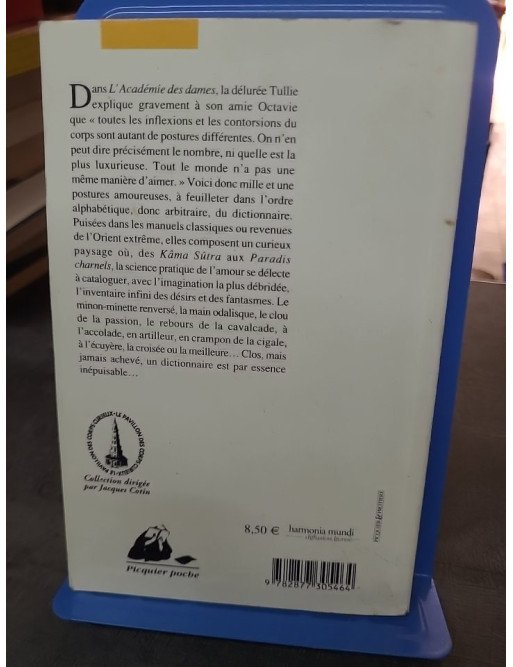 Dans L'Académie des dames, la délurée Tullie
explique gravement à son amie Octavie
que « toutes les inflexions et les contorsions du
corps sont autant de postures différentes. On n'en
peut dire précisément le nombre, ni quelle est la
plus luxurieuse. Tout le monde n'a pas une
même manière d'aimer. » Voici donc mille et une
postures amoureuses, à feuilleter dans l'ordre
alphabétique, donc arbitraire, du dictionnaire.
Puisées dans les manuels classiques ou revenues
de l'Orient extrême, elles composent un curieux
paysage où, des Kâma Sûtra aux Paradis
charnels, la science pratique de l'amour se délecte
à cataloguer, avec l'imagination la plus débridée,
l'inventaire infini des désirs et des fantasmes. Le
minon-minette renversé, la main odalisque, le clou
de la passion, le rebours de la cavalcade, à
l'accolade, en artilleur, en crampon de la cigale,
à l'écuyère, la croisée ou la meilleure… Clos, mais
jamais achevé, un dictionnaire est par essence
inépuisable…
LE PAVILLON DES CORPS CURIEUX
Collection dirigée
par Jacques Cotin
8,50 € harmonia mundi
Picquier poche
9 782877 305464